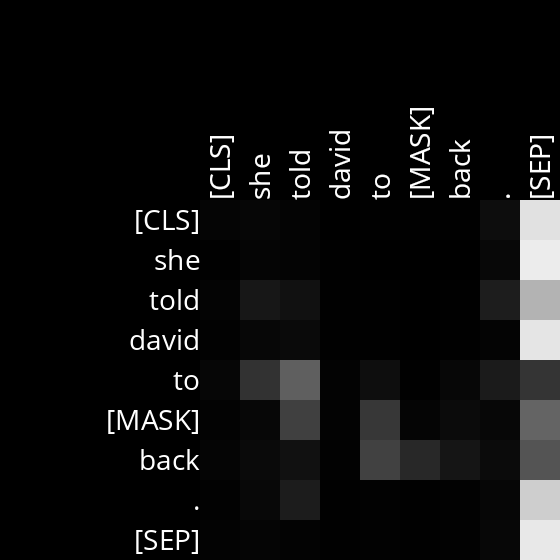 [CLS] she told david to [MASK] back . [SEP]
[CLS]
she
told
david
to
[MASK]
back
.
[SEP]